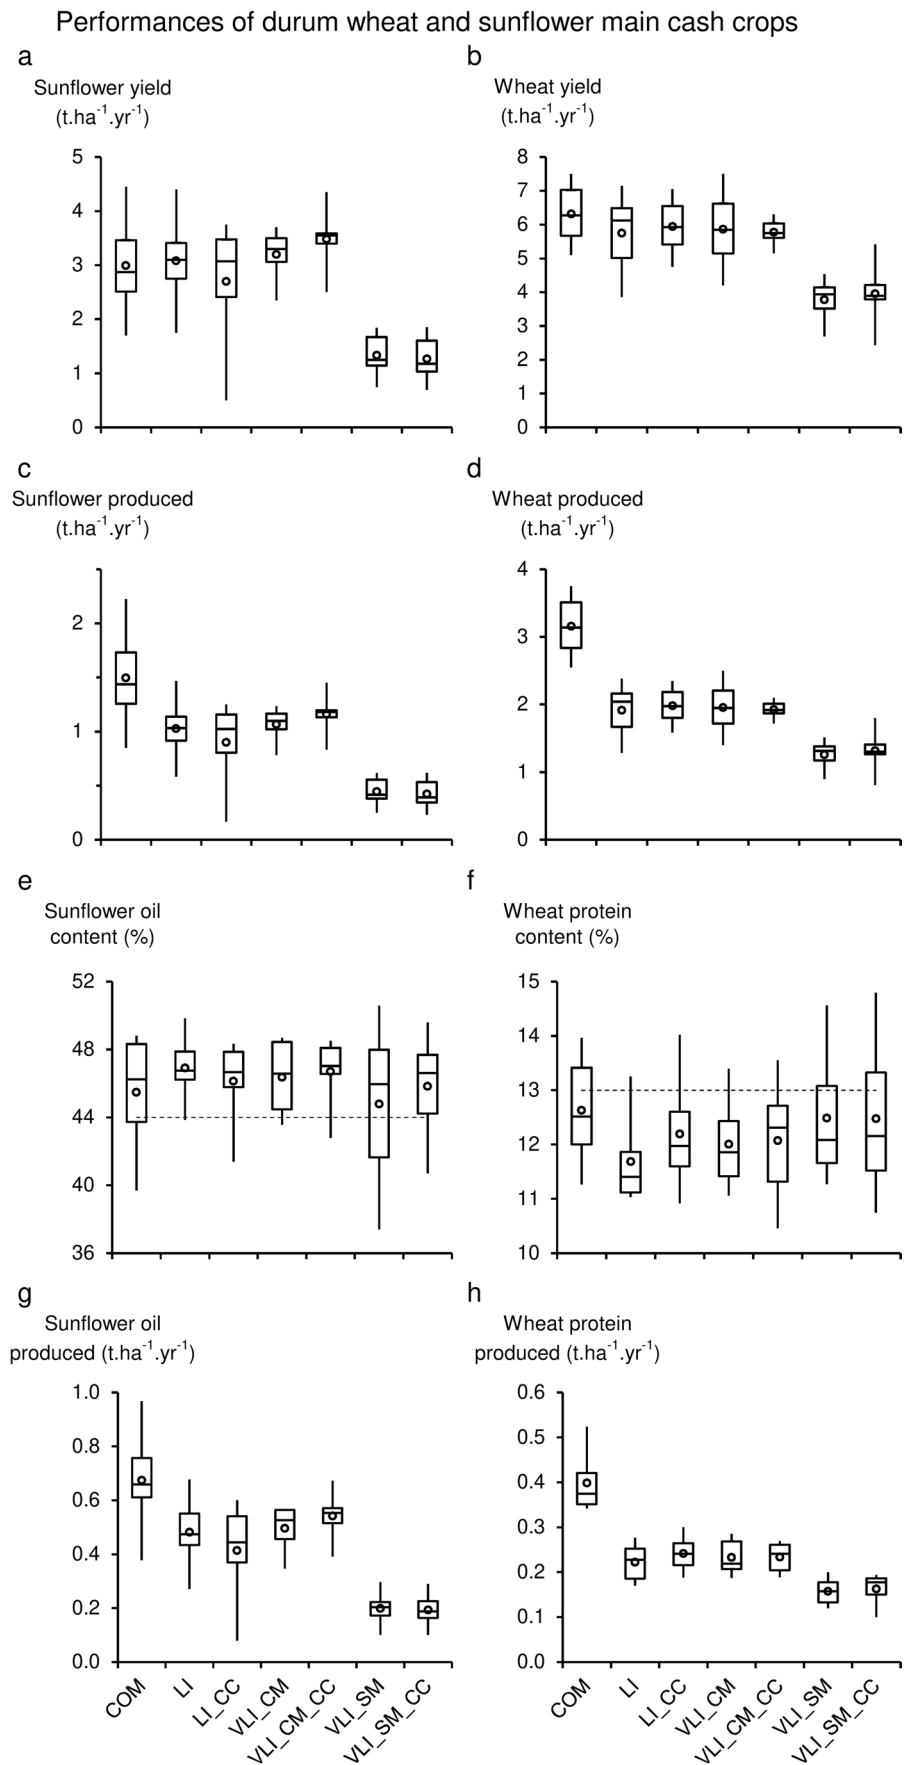 Performances of durum wheat and sunflower main cash crops
a
Sunflower yield
(t.ha⁻¹.yr⁻¹)
5
4
3
2
1
0
b
Wheat yield
(t.ha⁻¹.yr⁻¹)
8
7
6
5
4
3
2
1
0
c
Sunflower produced
(t.ha⁻¹.yr⁻¹)
2
1
0
d
Wheat produced
(t.ha⁻¹.yr⁻¹)
4
3
2
1
0
e
Sunflower oil
content (%)
52
48
44
40
36
f
Wheat protein
content (%)
15
14
13
12
11
10
g
Sunflower oil
produced (t.ha⁻¹.yr⁻¹)
1.0
0.8
0.6
0.4
0.2
0.0
COM
LI
LI_CC
VLI_CM
VLI_CM_CC
VLI_SM
VLI_SM_CC
h
Wheat protein
produced (t.ha⁻¹.yr⁻¹)
0.6
0.5
0.4
0.3
0.2
0.1
0.0
COM
LI
LI_CC
VLI_CM
VLI_CM_CC
VLI_SM
VLI_SM_CC